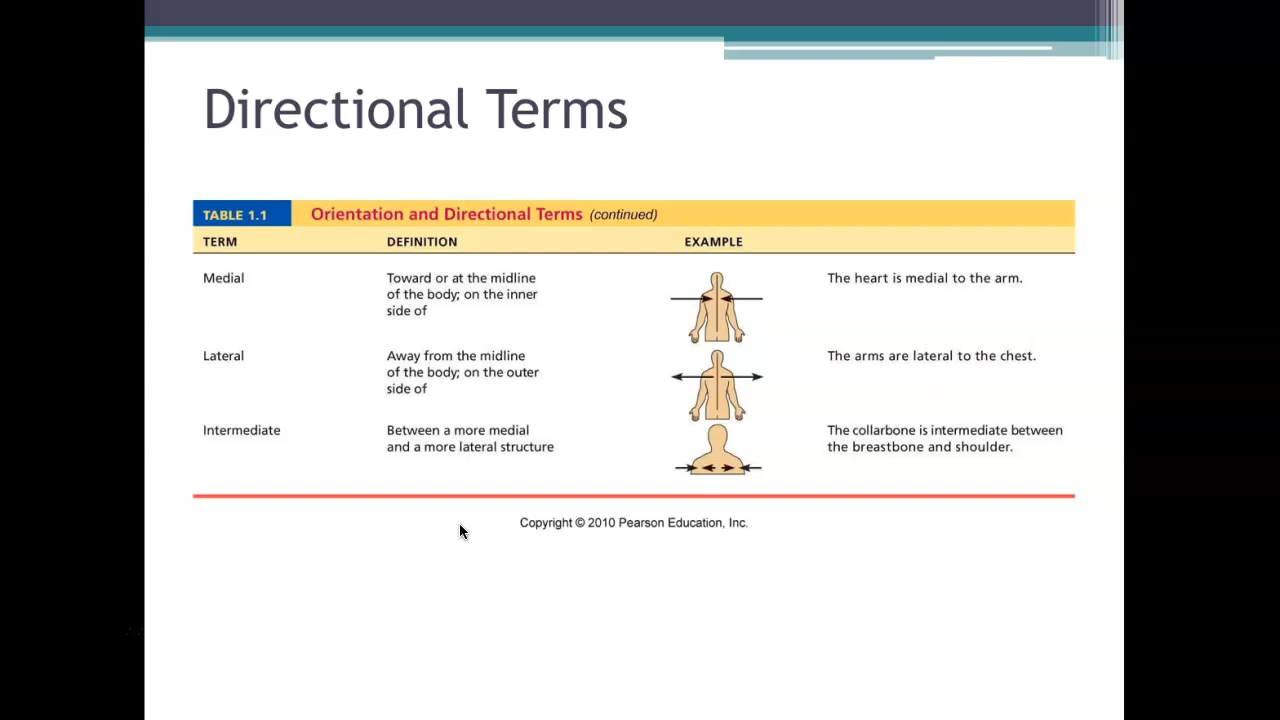 Directional Terms
TABLE 1.1 Orientation and Directional Terms (continued)
TERM DEFINITION EXAMPLE
Medial
Toward or at the midline
of the body; on the inner
side of
The heart is medial to the arm.
Lateral
Away from the midline
of the body; on the outer
side of
The arms are lateral to the chest.
Intermediate
Between a more medial
and a more lateral structure
The collarbone is intermediate between
the breastbone and shoulder.
Copyright © 2010 Pearson Education, Inc.